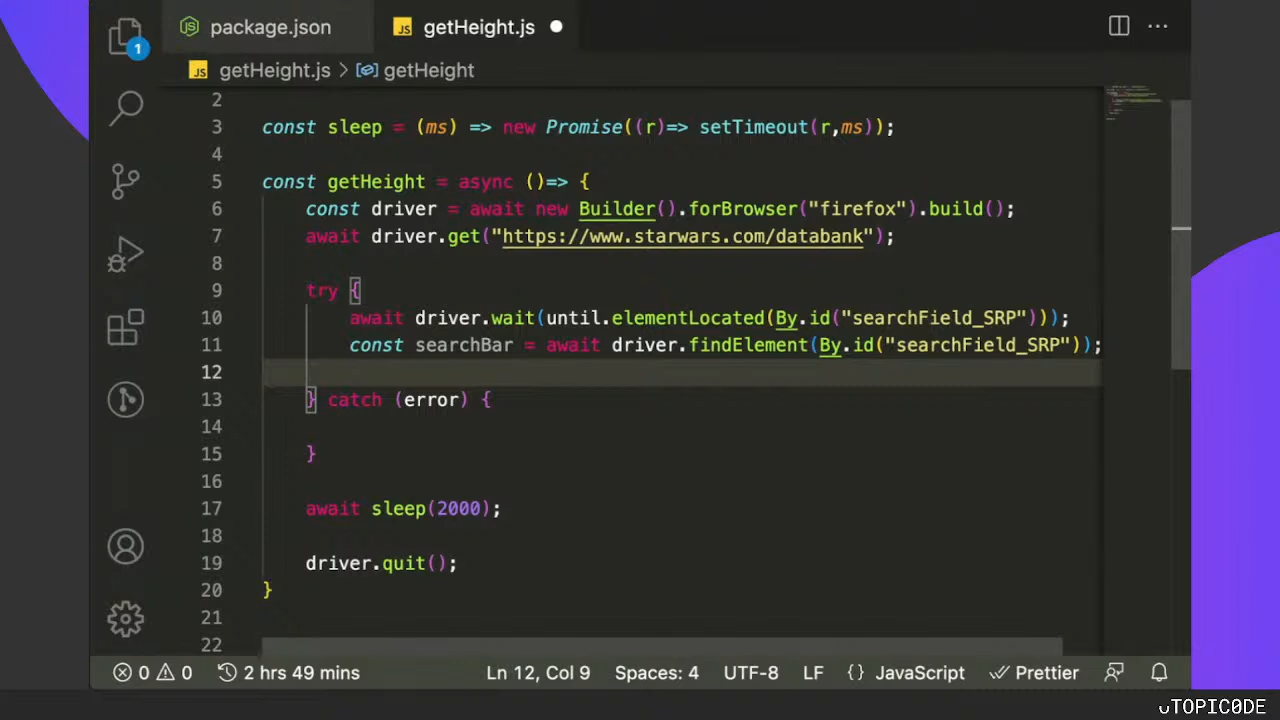 package.json
JS getHeight.js
1
JS getHeight.js > getHeight
2
3 const sleep = (ms) => new Promise((r)=> setTimeout(r,ms));
4
5 const getHeight = async ()=> {
6 const driver = await new Builder().forBrowser("firefox").build();
7 await driver.get("https://www.starwars.com/databank");
8
9 try {
10 await driver.wait(until.elementLocated(By.id("searchField_SRP")));
11 const searchBar = await driver.findElement(By.id("searchField_SRP"));
12
13 } catch (error) {
14
15 }
16
17 await sleep(2000);
18
19 driver.quit();
20 }
21
22
0 0 2 hrs 49 mins Ln 12, Col 9 Spaces: 4 UTF-8 LF {} JavaScript Prettier